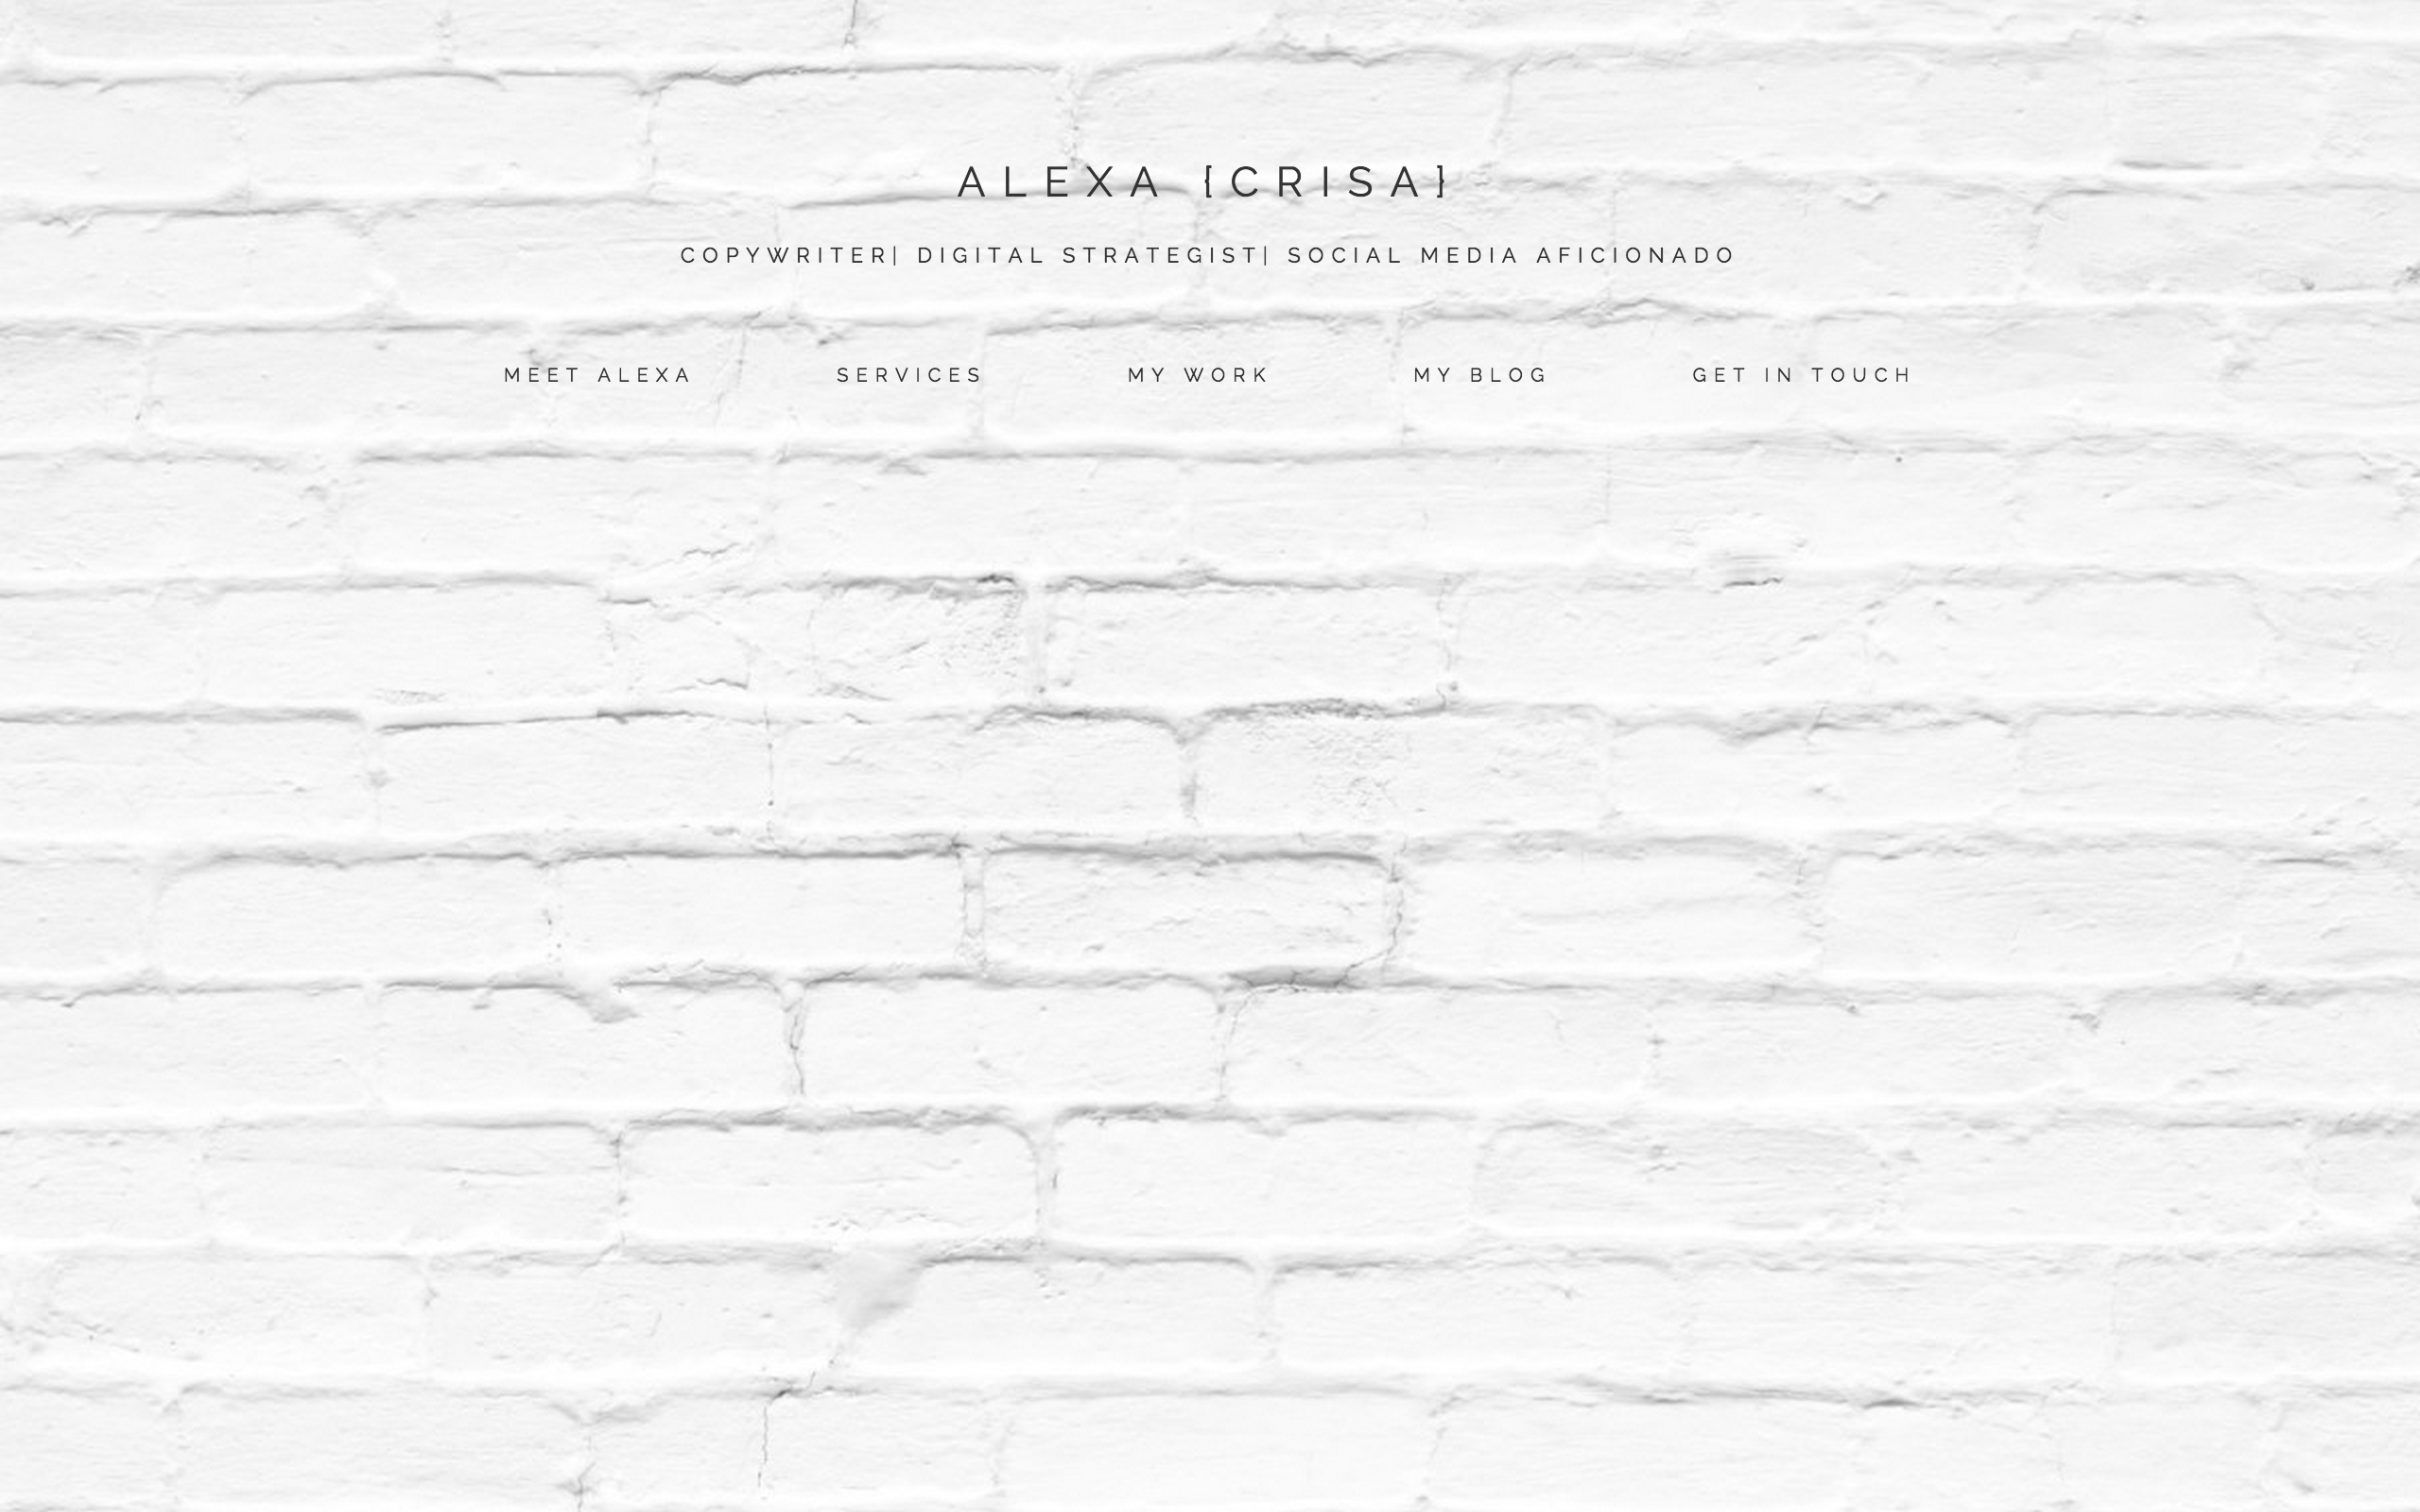 ALEXA {CRISA}
COPYWRITER| DIGITAL STRATEGIST| SOCIAL MEDIA AFICIONADO
MEET ALEXA SERVICES MY WORK MY BLOG GET IN TOUCH